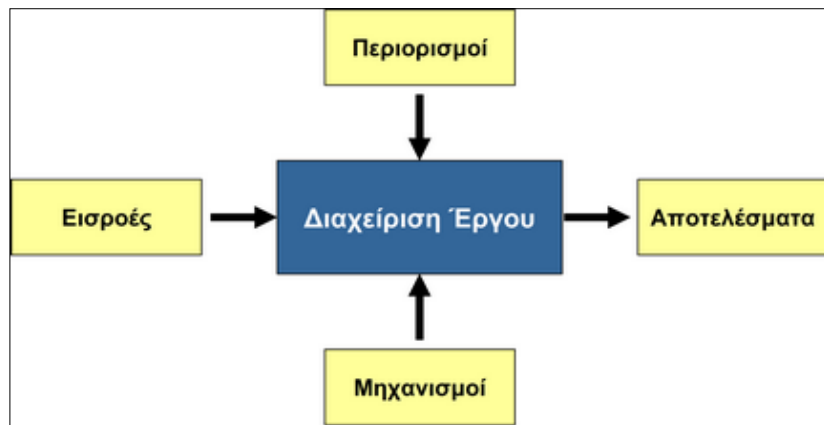 Περιορισμοί
Εισροές
Διαχείριση Έργου
Αποτελέσματα
Μηχανισμοί